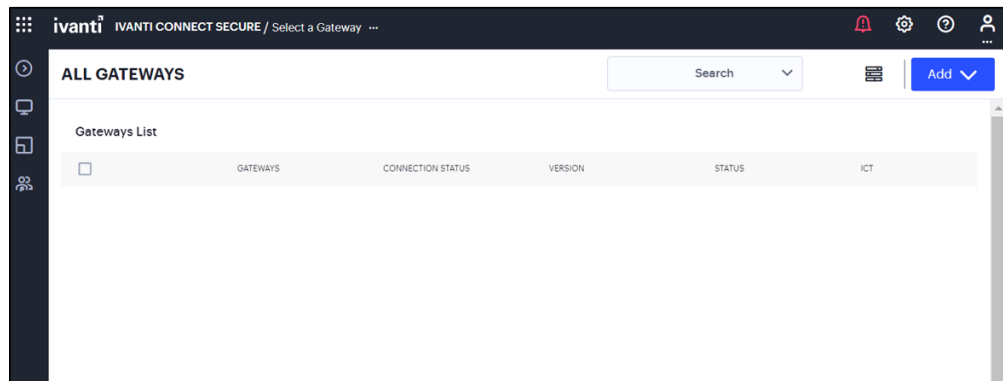 ivanti IVANTI CONNECT SECURE / Select a Gateway ...
ALL GATEWAYS Search Add
Gateways List
GATEWAYS CONNECTION STATUS VERSION STATUS ICT